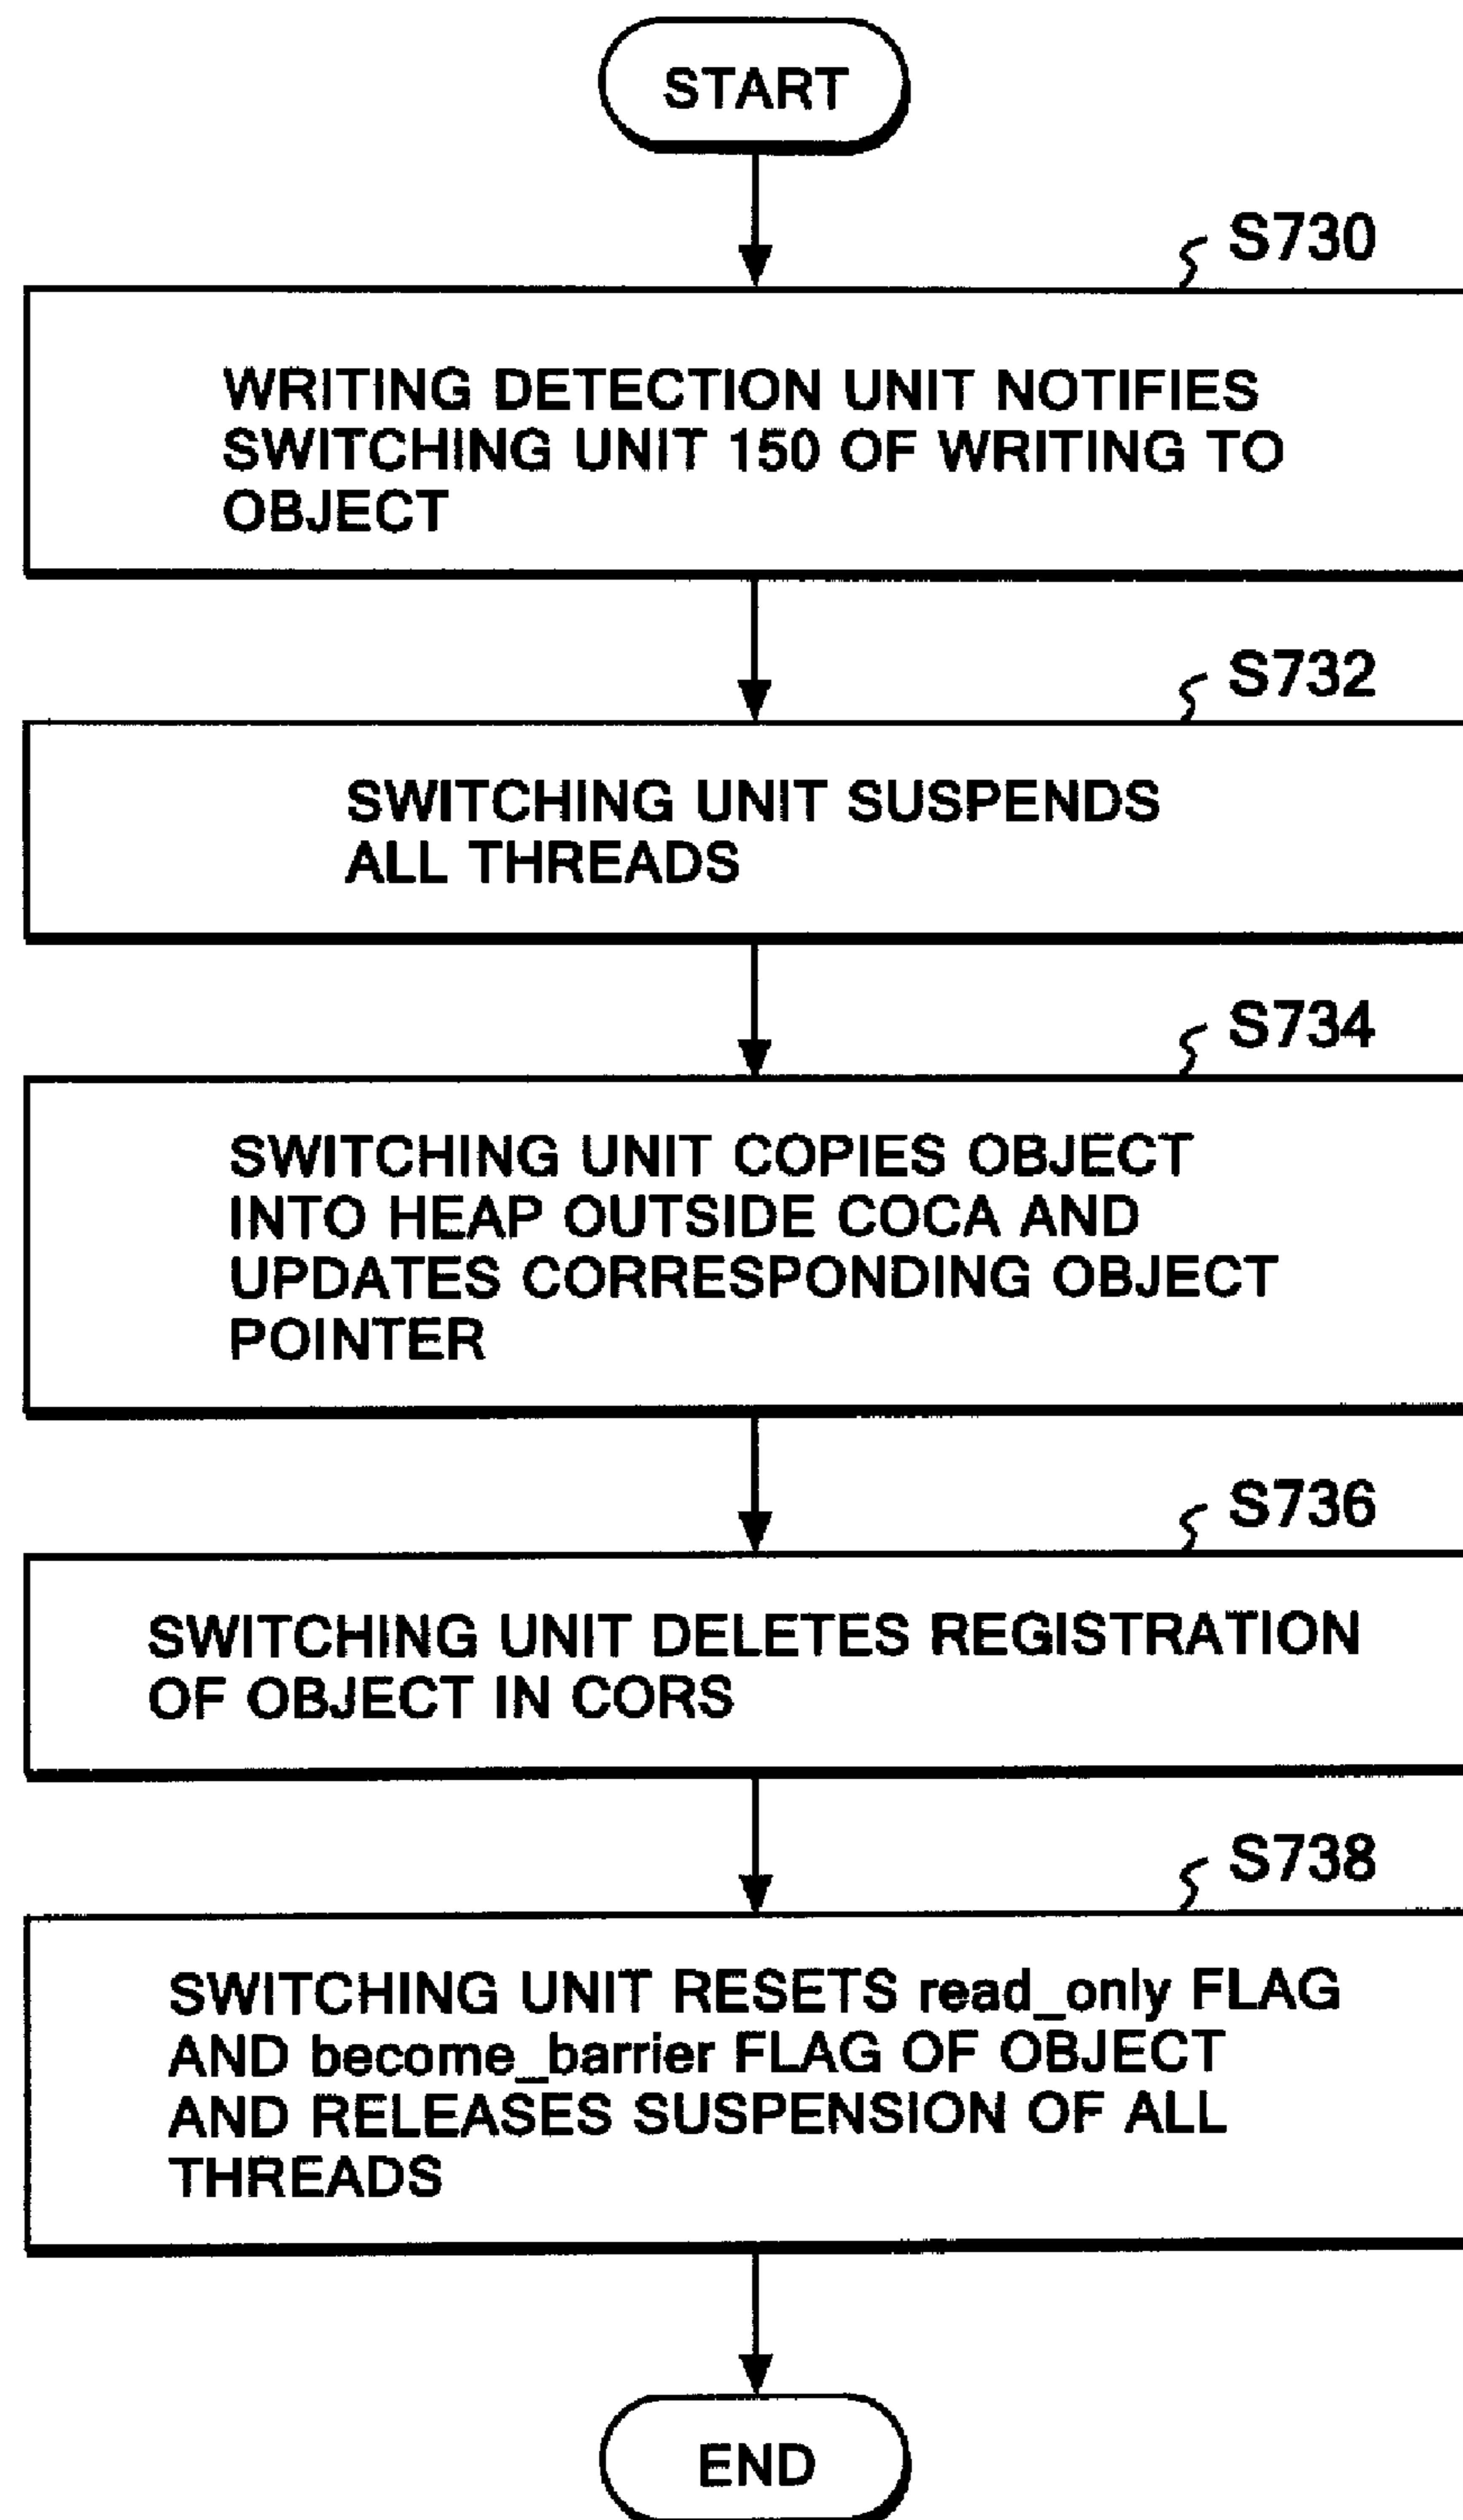 START
S730
WRITING DETECTION UNIT NOTIFIES
SWITCHING UNIT 150 OF WRITING TO
OBJECT
S732
SWITCHING UNIT SUSPENDS
ALL THREADS
S734
SWITCHING UNIT COPIES OBJECT
INTO HEAP OUTSIDE COCA AND
UPDATES CORRESPONDING OBJECT
POINTER
S736
SWITCHING UNIT DELETES REGISTRATION
OF OBJECT IN CORS
S738
SWITCHING UNIT RESETS read_only FLAG
AND become_barrier FLAG OF OBJECT
AND RELEASES SUSPENSION OF ALL
THREADS
END